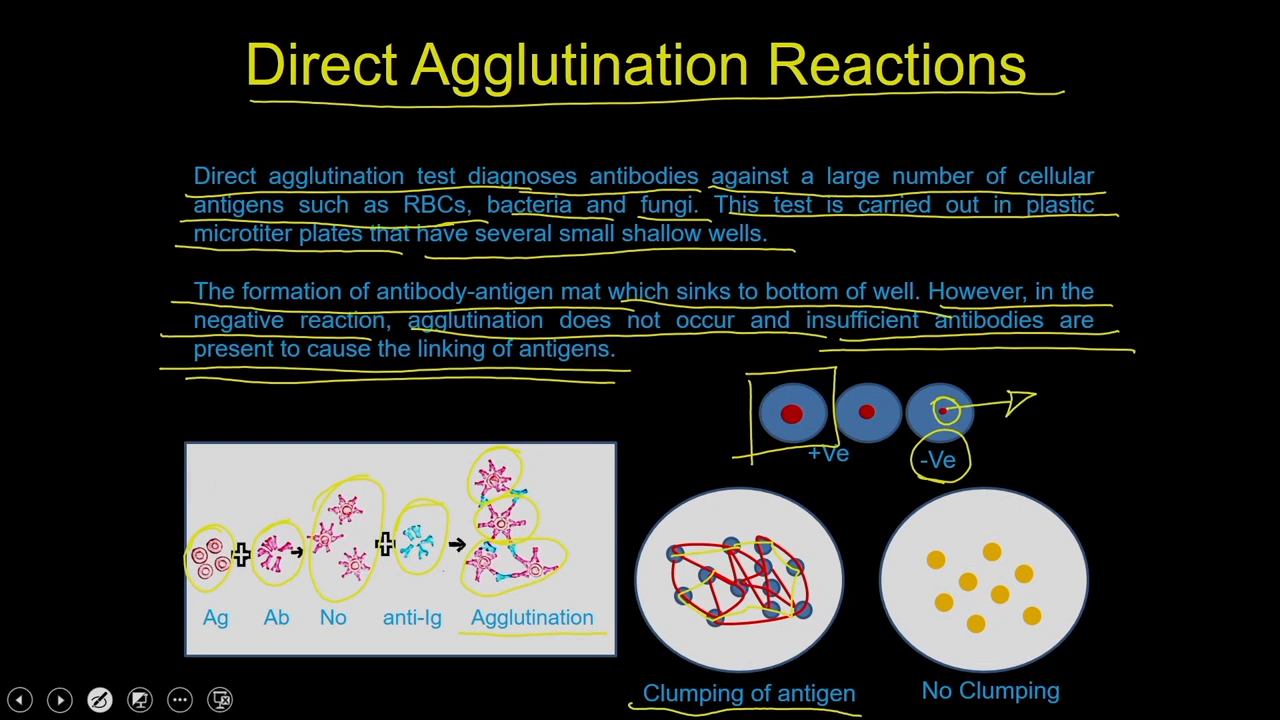 Direct Agglutination Reactions
Direct agglutination test diagnoses antibodies against a large number of cellular
antigens such as RBCs, bacteria and fungi. This test is carried out in plastic
microtiter plates that have several small shallow wells.
The formation of antibody-antigen mat which sinks to bottom of well. However, in the
negative reaction, agglutination does not occur and insufficient antibodies are
present to cause the linking of antigens.
+Ve -Ve
Ag Ab No anti-Ig Agglutination
Clumping of antigen No Clumping